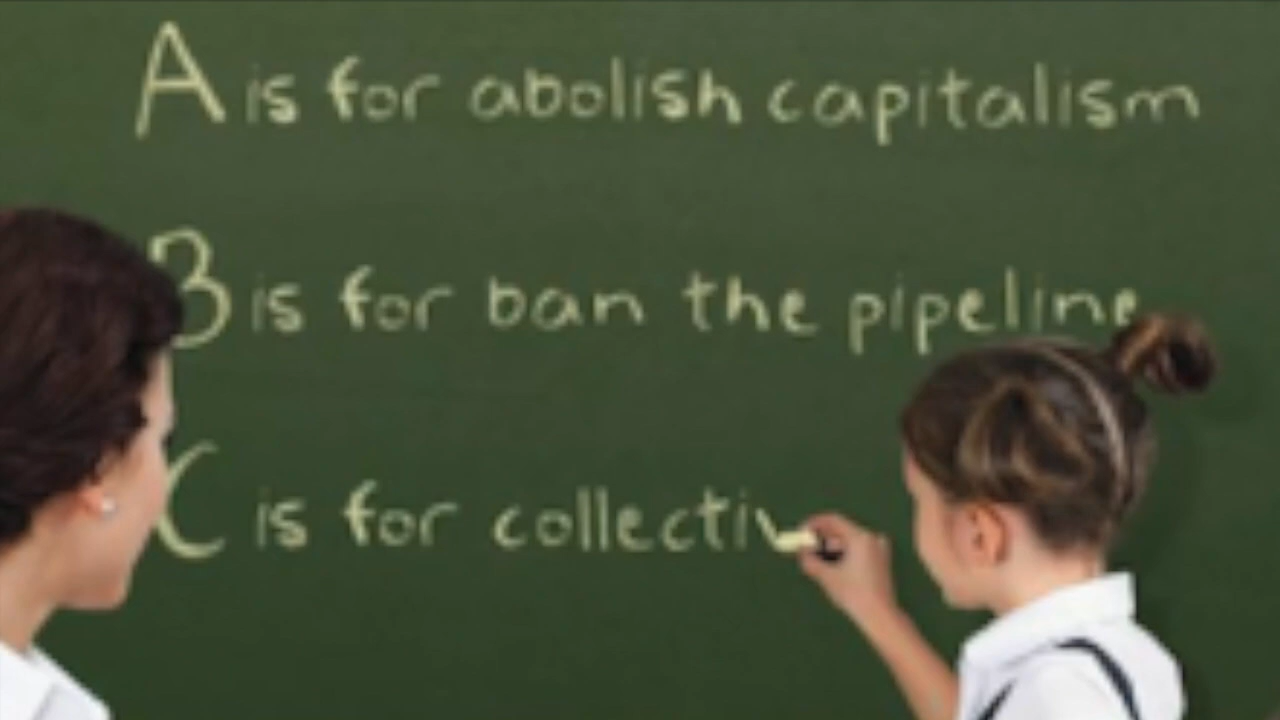 A is for abolish capitalism
B is for ban the pipeline
C is for collectiv